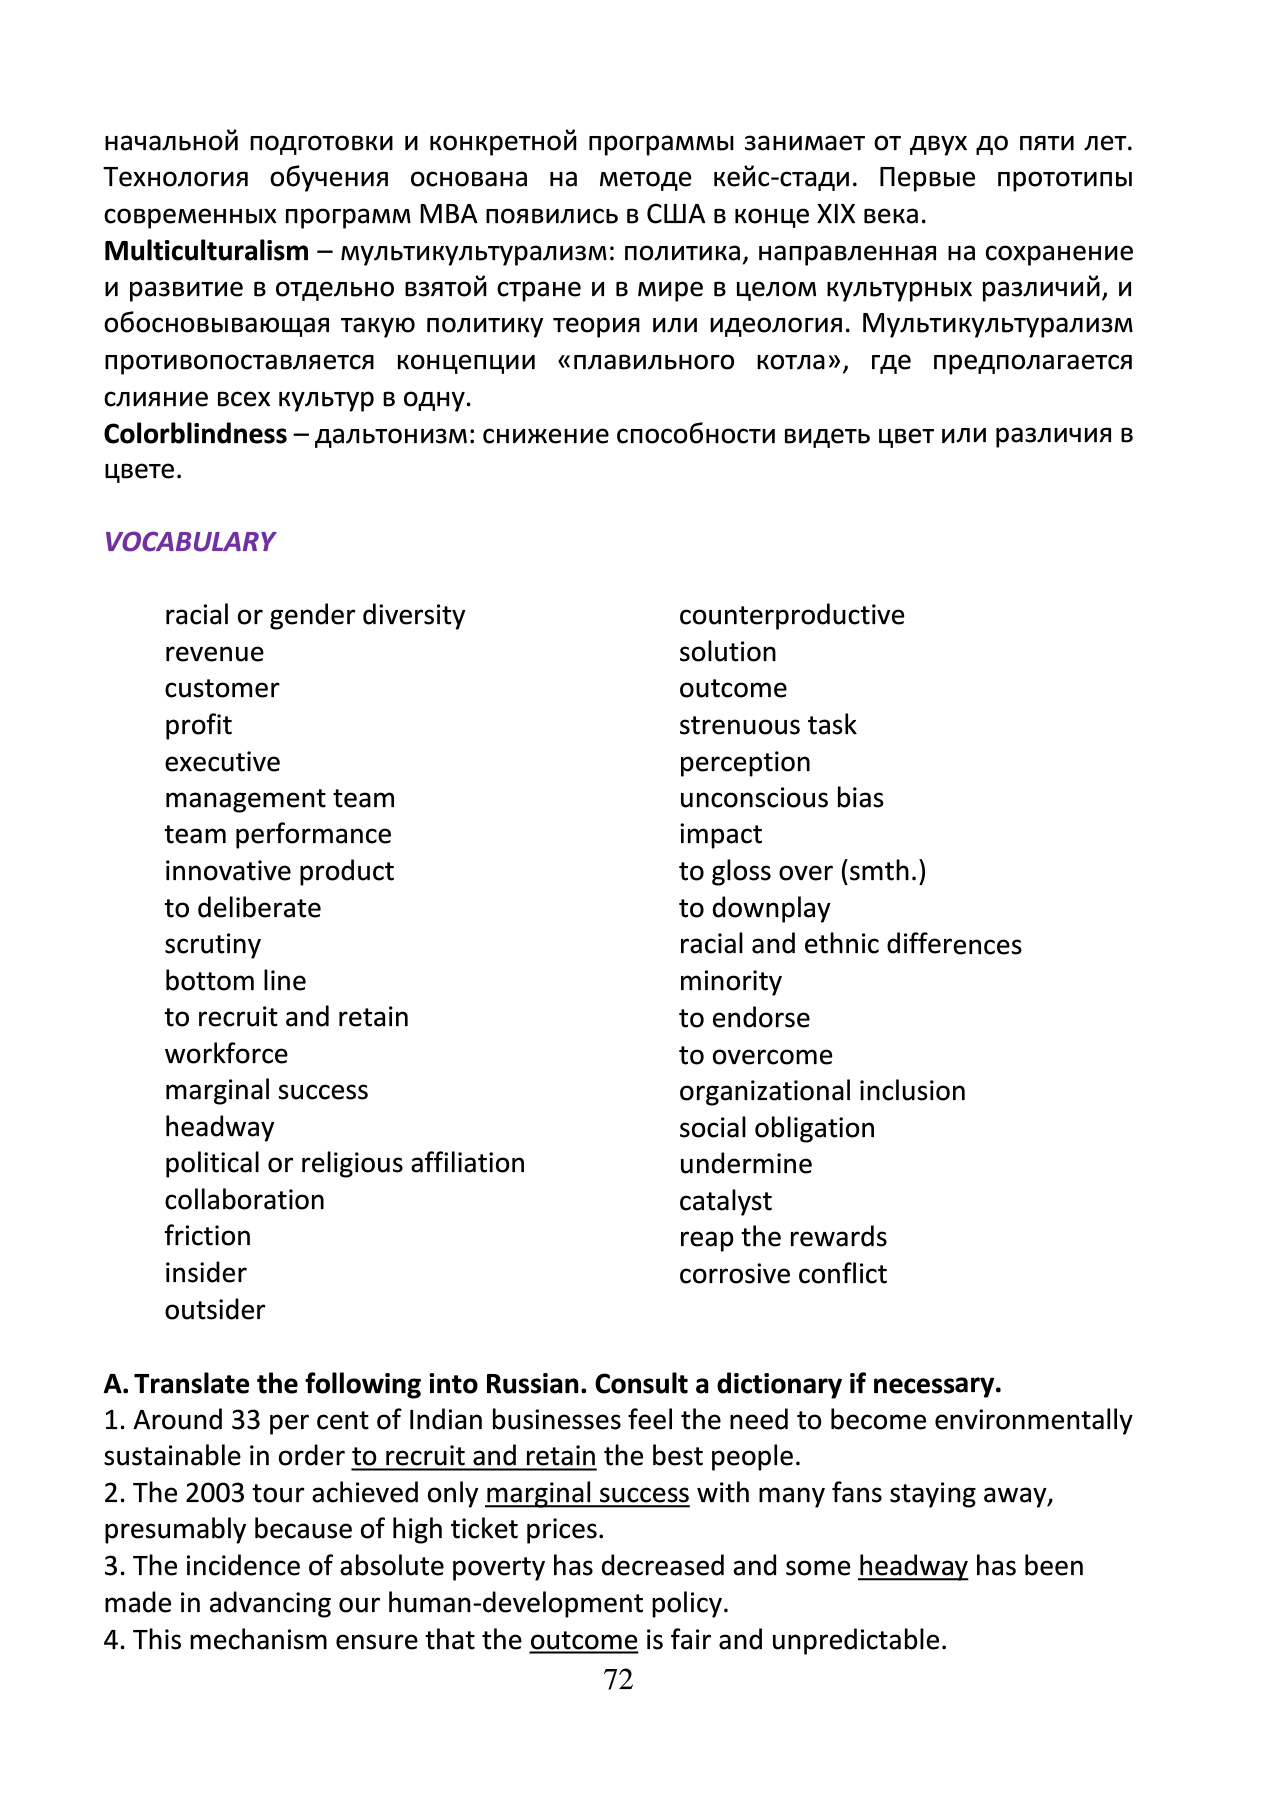 начальной подготовки и конкретной программы занимает от двух до пяти лет.
Технология обучения основана на методе кейс-стади. Первые прототипы
современных программ MBA появились в США в конце XIX века.
Multiculturalism – мультикультурализм: политика, направленная на сохранение
и развитие в отдельно взятой стране и в мире в целом культурных различий, и
обосновывающая такую политику теория или идеология. Мультикультурализм
противопоставляется концепции «плавильного котла», где предполагается
слияние всех культур в одну.
Colorblindness – дальтонизм: снижение способности видеть цвет или различия в
цвете.
VOCABULARY
racial or gender diversity
revenue
customer
profit
executive
management team
team performance
innovative product
to deliberate
scrutiny
bottom line
to recruit and retain
workforce
marginal success
headway
political or religious affiliation
collaboration
friction
insider
outsider
counterproductive
solution
outcome
strenuous task
perception
unconscious bias
impact
to gloss over (smth.)
to downplay
racial and ethnic differences
minority
to endorse
to overcome
organizational inclusion
social obligation
undermine
catalyst
reap the rewards
corrosive conflict
A. Translate the following into Russian. Consult a dictionary if necessary.
1. Around 33 per cent of Indian businesses feel the need to become environmentally
sustainable in order to recruit and retain the best people.
2. The 2003 tour achieved only marginal success with many fans staying away,
presumably because of high ticket prices.
3. The incidence of absolute poverty has decreased and some headway has been
made in advancing our human-development policy.
4. This mechanism ensure that the outcome is fair and unpredictable.
72